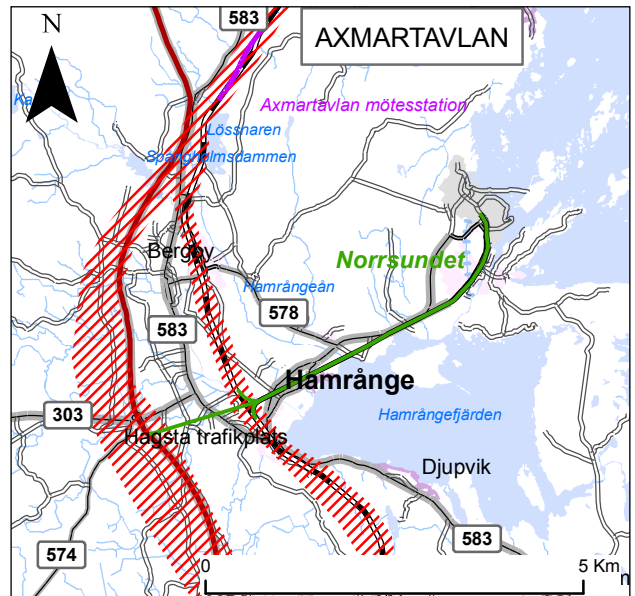 583
N
AXMARTAVLAN
Axmartavlan mötesstation
Lössnaren
Spångholmsdammen
Bergby
Norrsundet
Hamrångeån
578
583
Hamrånge
303
Hamrångefjärden
Hagsta trafikplats
Djupvik
583
574
0
5 Km